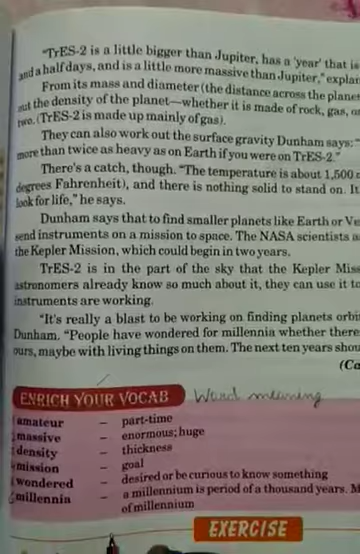 "TrES-2 is a little bigger than Jupiter, has a 'year' that is
and a half days, and is a little more massive than Jupiter,"
From its mass and diameter (the distance across the planet
out the density of the planet—whether it is made of rock, gas, or
two. (TrES-2 is made up mainly of gas).
They can also work out the surface gravity Dunham says: "
more than twice as heavy as on Earth if you were on TrES-2."
There's a catch, though. "The temperature is about 1,500
degrees Fahrenheit), and there is nothing solid to stand on. I
look for life," he says.
Dunham says that to find smaller planets like Earth or Ve
send instruments on a mission to space. The NASA scientists a
the Kepler Mission, which could begin in two years.
TrES-2 is in the part of the sky that the Kepler Miss
astronomers already know so much about it, they can use it to
instruments are working.
"It's really a blast to be working on finding planets orbi
Dunham. "People have wondered for millennia whether there
ours, maybe with living things on them. The next ten years shou
(Ca
ENRICH YOUR VOCAB Word meaning
amateur – part-time
massive – enormous; huge
density – thickness
mission – goal
wondered – desired or be curious to know something
millennia – a millennium is period of a thousand years. M
of millennium
EXERCISE